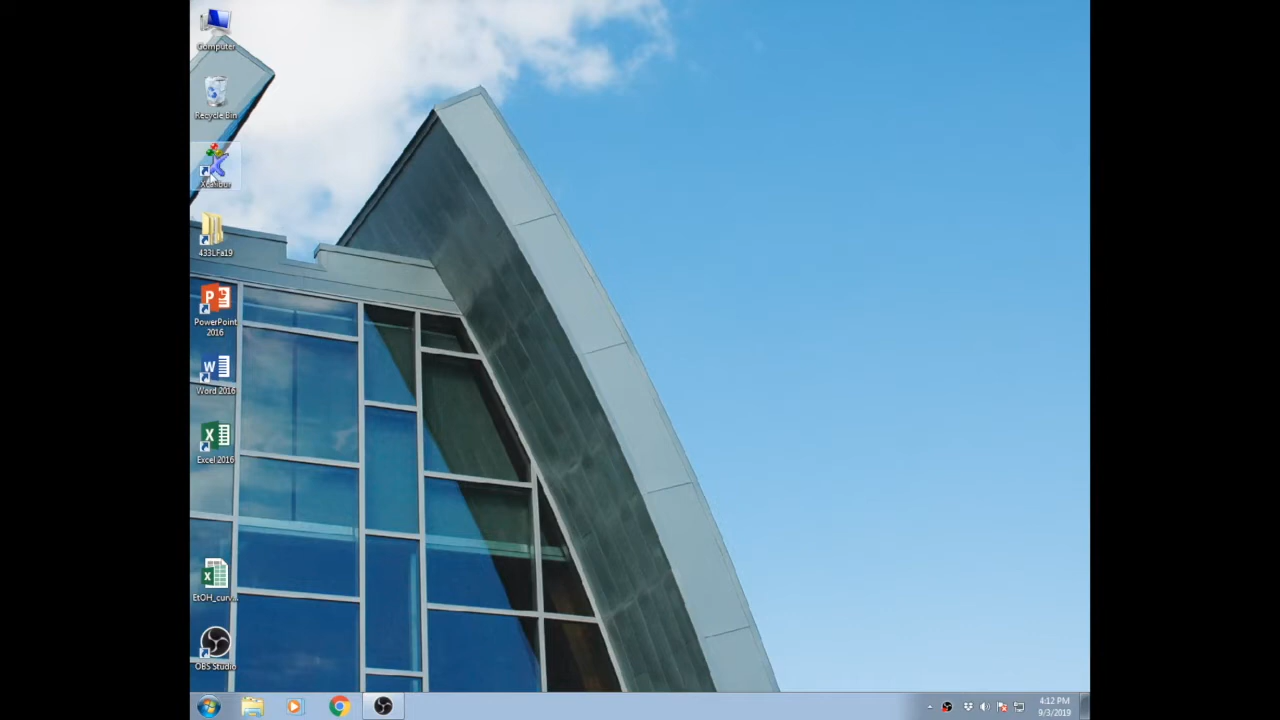 Computer
Recycle Bin
Xcalibur
433LFa19
PowerPoint
2016
Word 2016
Excel 2016
EtOH_curv...
OBS Studio
4:12 PM
9/3/2019